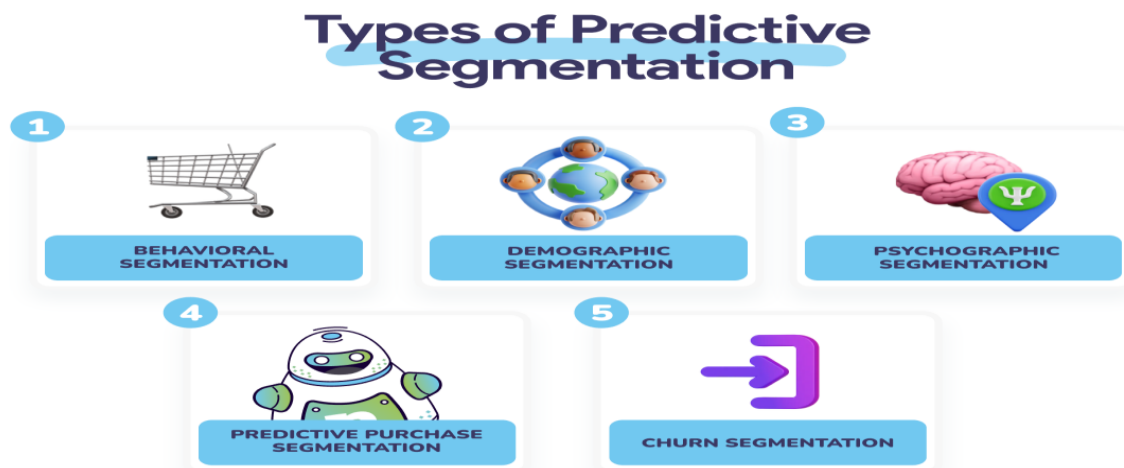 Types of Predictive
Segmentation
1
2
3
BEHAVIORAL
SEGMENTATION
DEMOGRAPHIC
SEGMENTATION
PSYCHOGRAPHIC
SEGMENTATION
4
5
PREDICTIVE PURCHASE
SEGMENTATION
CHURN SEGMENTATION